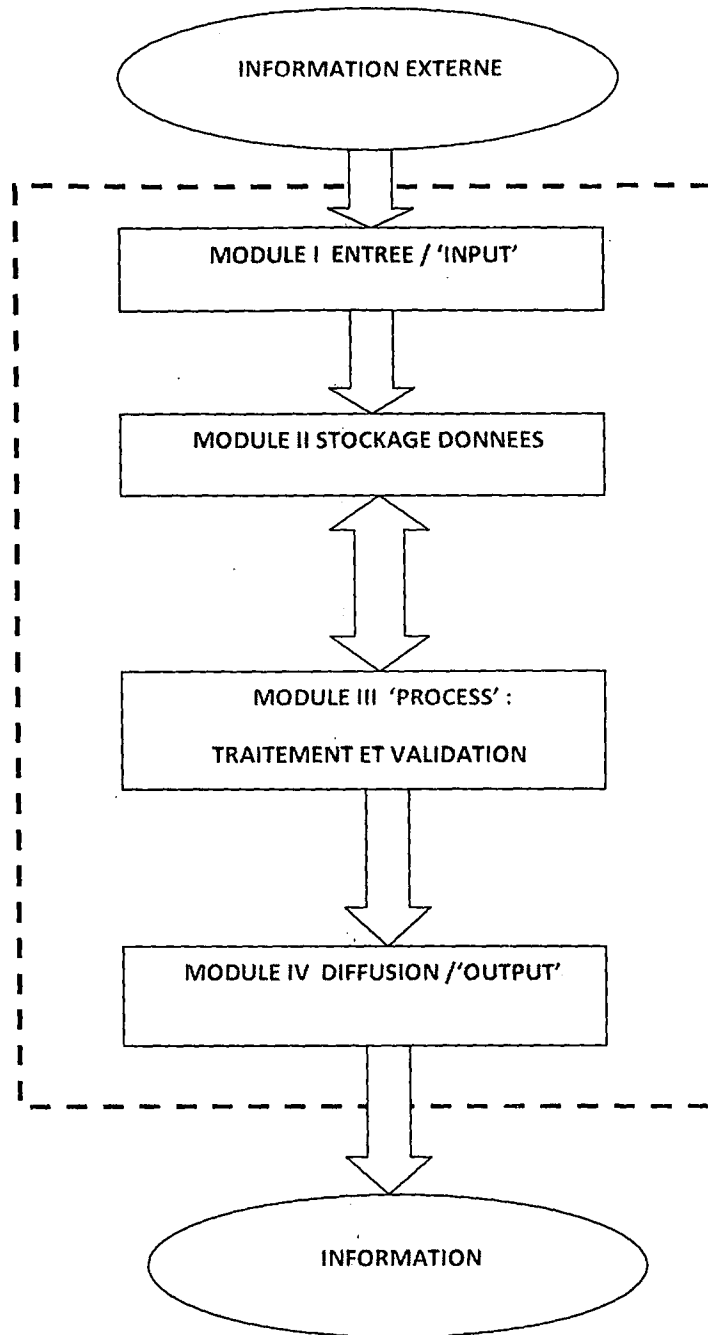 INFORMATION EXTERNE
MODULE I ENTREE / ‘INPUT’
MODULE II STOCKAGE DONNEES
MODULE III ‘PROCESS’ :
TRAITEMENT ET VALIDATION
MODULE IV DIFFUSION /‘OUTPUT’
INFORMATION